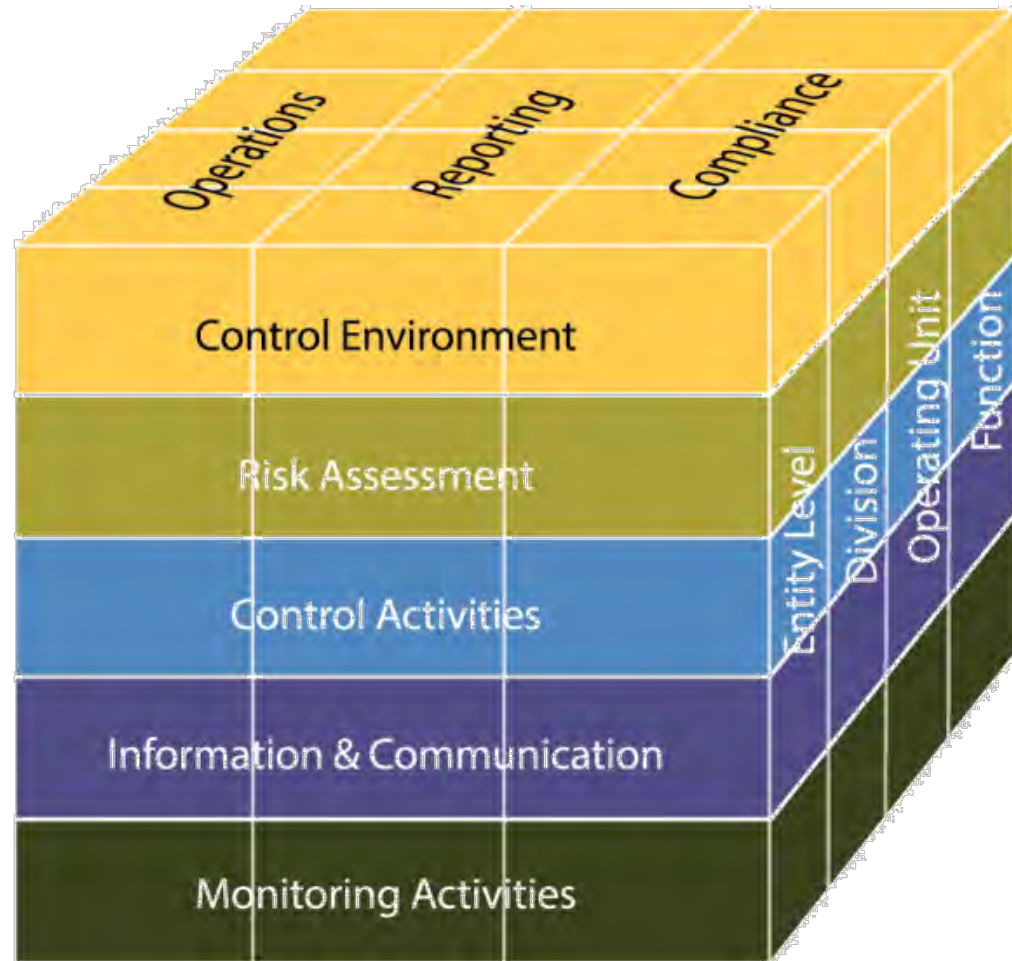 Operations
Reporting
Compliance
Control Environment
Risk Assessment
Control Activities
Information & Communication
Monitoring Activities
Entity Level
Division
Operating Unit
Function